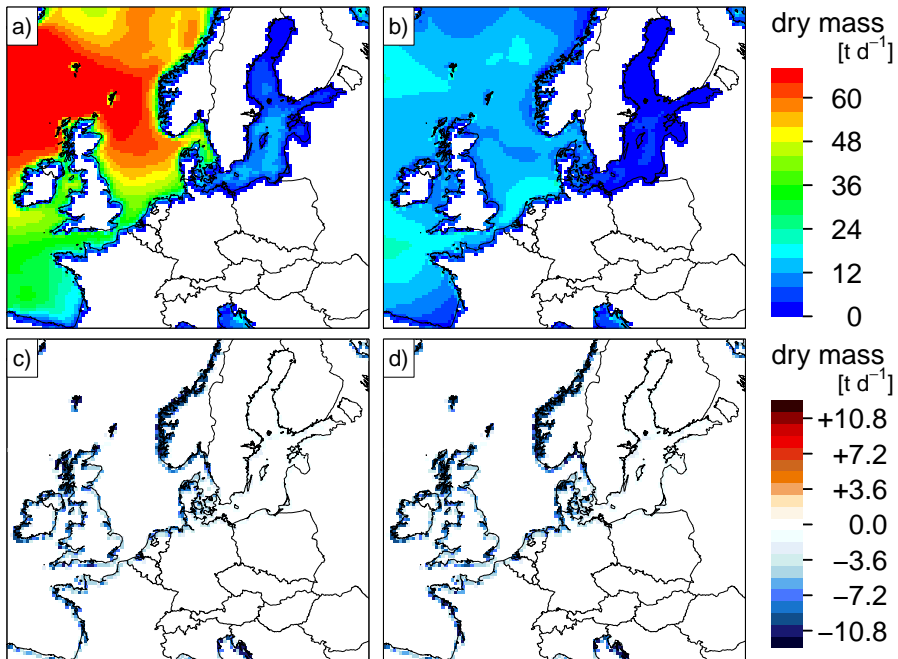 a)
b)
dry mass
[t d⁻¹]
60
48
36
24
12
0
c)
d)
dry mass
[t d⁻¹]
+10.8
+7.2
+3.6
0.0
−3.6
−7.2
−10.8